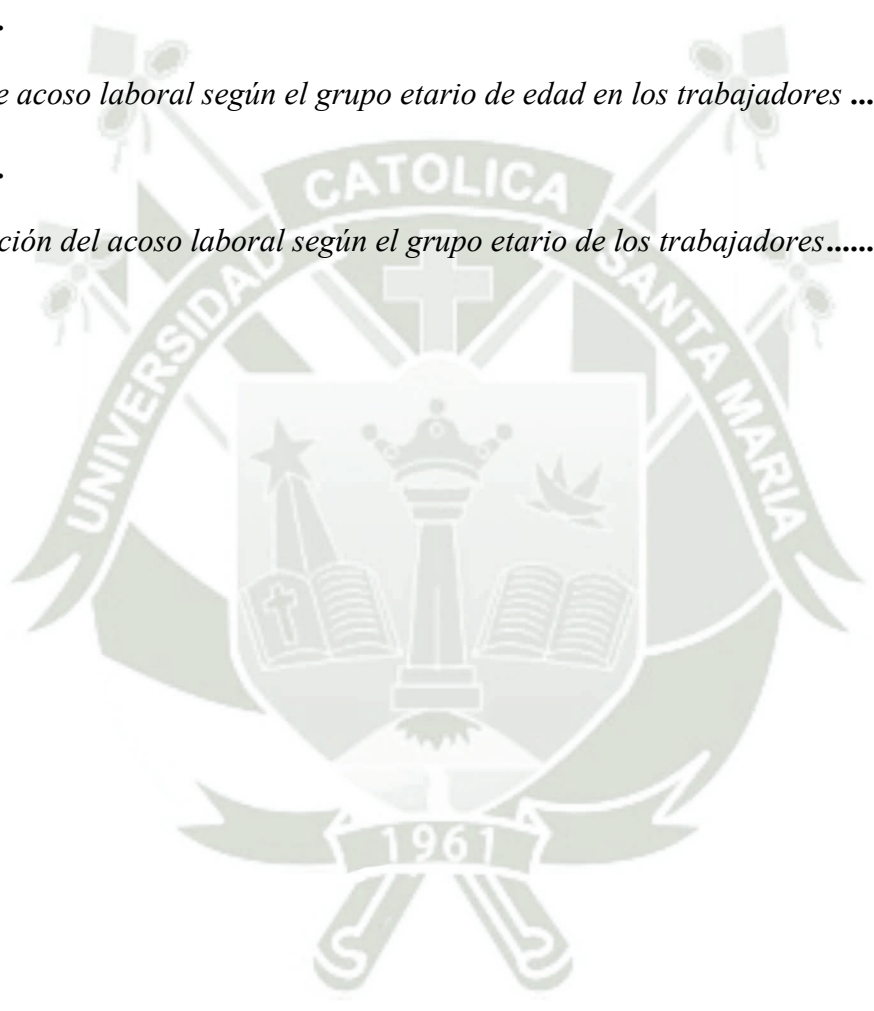 .
e acoso laboral según el grupo etario de edad en los trabajadores ...
.
ción del acoso laboral según el grupo etario de los trabajadores......
UNIVERSIDAD CATOLICA SANTA MARIA
1961